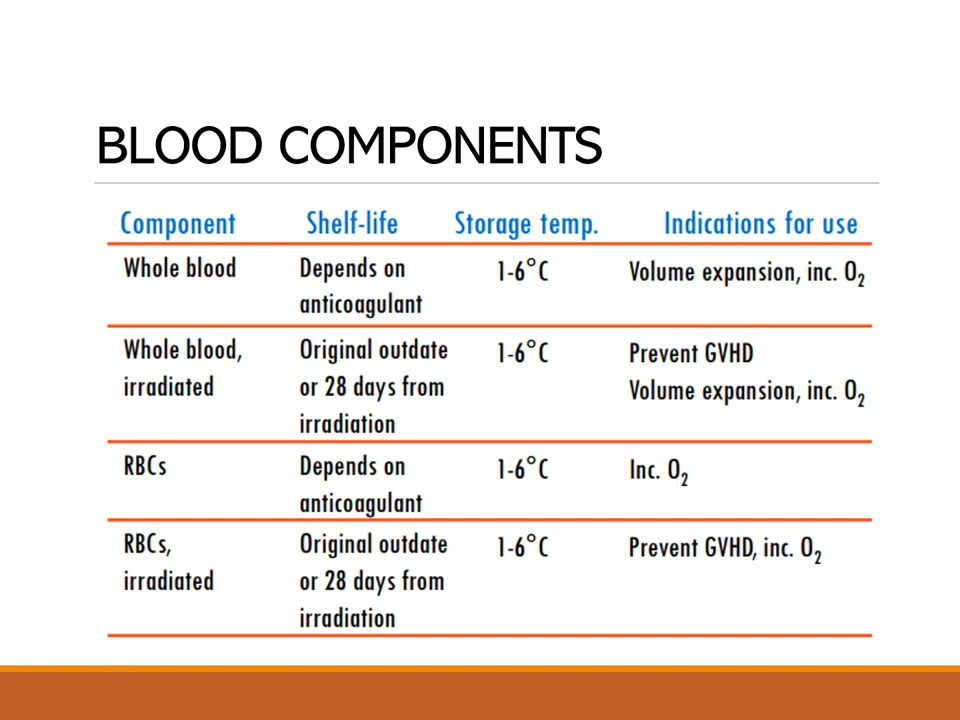 BLOOD COMPONENTS
Component Shelf-life Storage temp. Indications for use
Whole blood Depends on 1-6°C Volume expansion, inc. O₂
anticoagulant
Whole blood, Original outdate 1-6°C Prevent GVHD
irradiated or 28 days from Volume expansion, inc. O₂
irradiation
RBCs Depends on 1-6°C Inc. O₂
anticoagulant
RBCs, Original outdate 1-6°C Prevent GVHD, inc. O₂
irradiated or 28 days from
irradiation